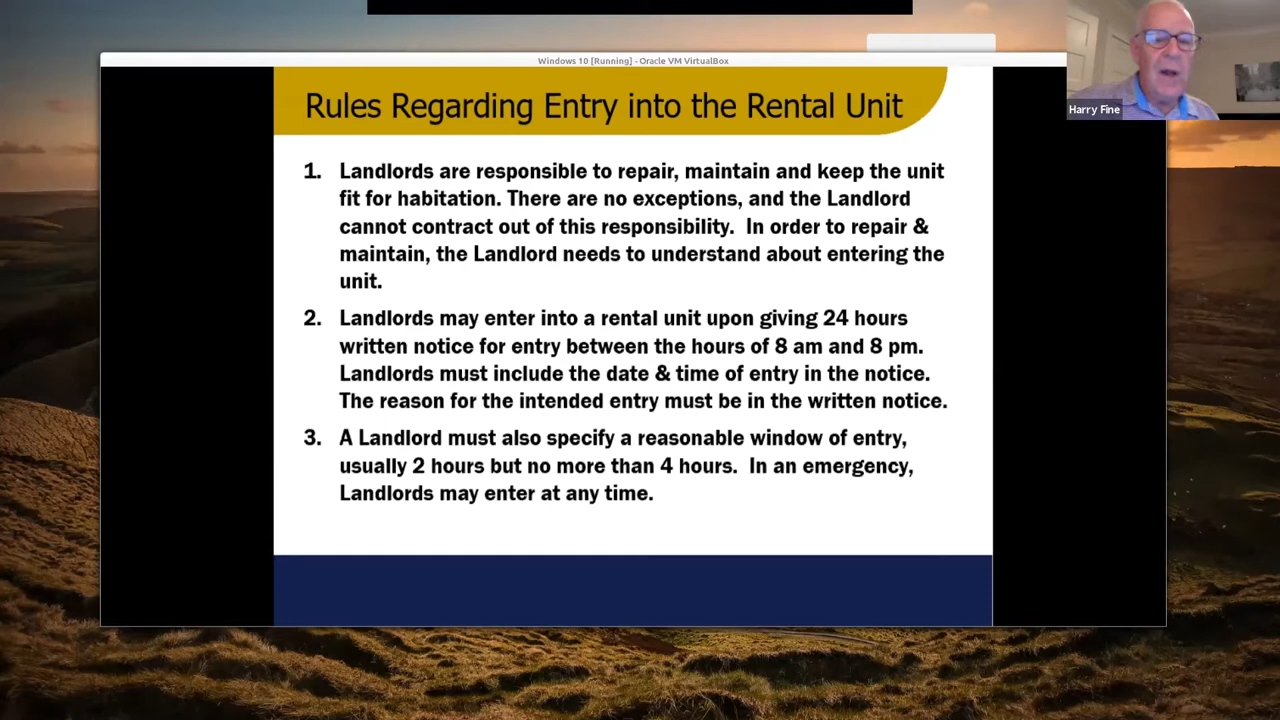 Windows 10 [Running] - Oracle VM VirtualBox
Harry Fine
Rules Regarding Entry into the Rental Unit
1. Landlords are responsible to repair, maintain and keep the unit
fit for habitation. There are no exceptions, and the Landlord
cannot contract out of this responsibility. In order to repair &
maintain, the Landlord needs to understand about entering the
unit.
2. Landlords may enter into a rental unit upon giving 24 hours
written notice for entry between the hours of 8 am and 8 pm.
Landlords must include the date & time of entry in the notice.
The reason for the intended entry must be in the written notice.
3. A Landlord must also specify a reasonable window of entry,
usually 2 hours but no more than 4 hours. In an emergency,
Landlords may enter at any time.